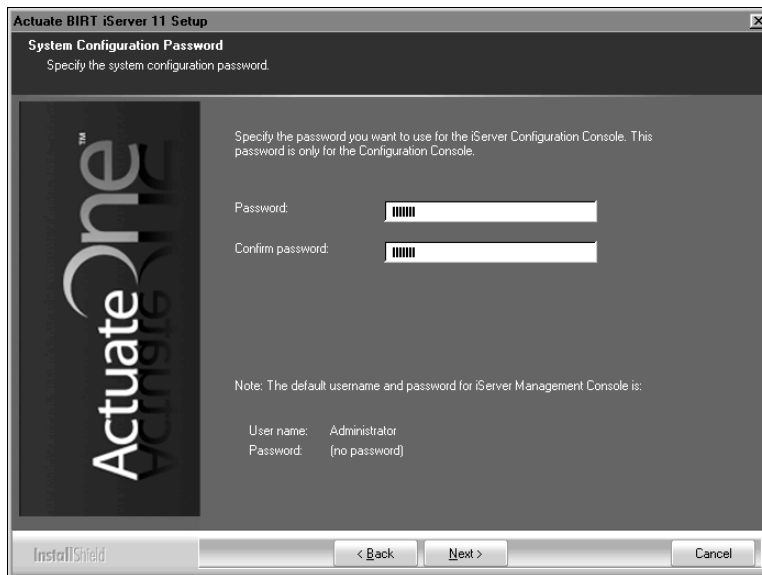 Actuate BIRT iServer 11 Setup
System Configuration Password
Specify the system configuration password.
ActuateOne™
Specify the password you want to use for the iServer Configuration Console. This
password is only for the Configuration Console.
Password:
Confirm password:
Note: The default username and password for iServer Management Console is:
User name: Administrator
Password: (no password)
InstallShield
< Back
Next >
Cancel